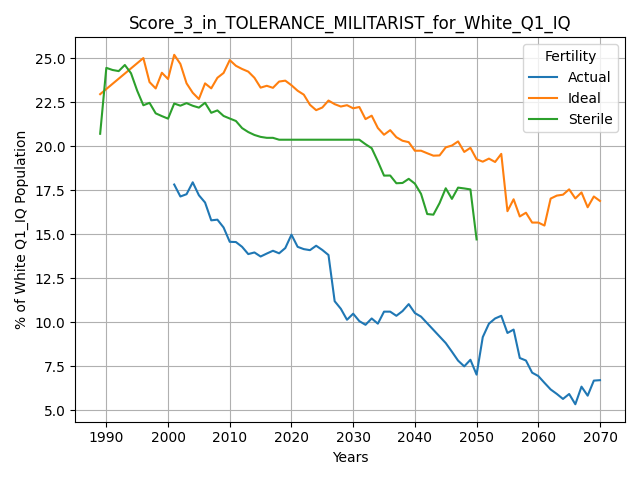 Score_3_in_TOLERANCE_MILITARIST_for_White_Q1_IQ
Fertility
Actual
Ideal
Sterile
% of White Q1_IQ Population
25.0
22.5
20.0
17.5
15.0
12.5
10.0
7.5
5.0
1990 2000 2010 2020 2030 2040 2050 2060 2070
Years